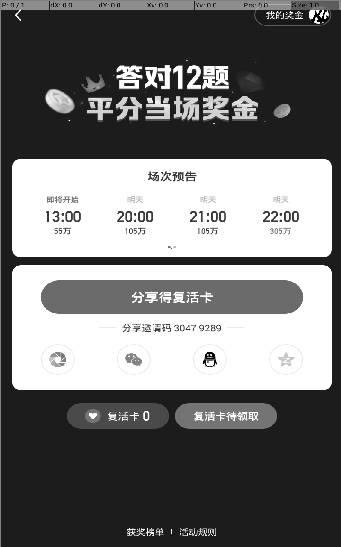 P: 0 / 1 dX: 0.0 dY: 0.0 Xv: 0.0 Yv: 0.0 Prs: 0.0 Size: 1.0
我的奖金
答对12题
平分当场奖金
场次预告
即将开始 明天 明天 明天
13:00 20:00 21:00 22:00
55万 105万 105万 305万
分享得复活卡
分享邀请码 3047 9289
复活卡 0 复活卡待领取
获奖榜单 活动规则